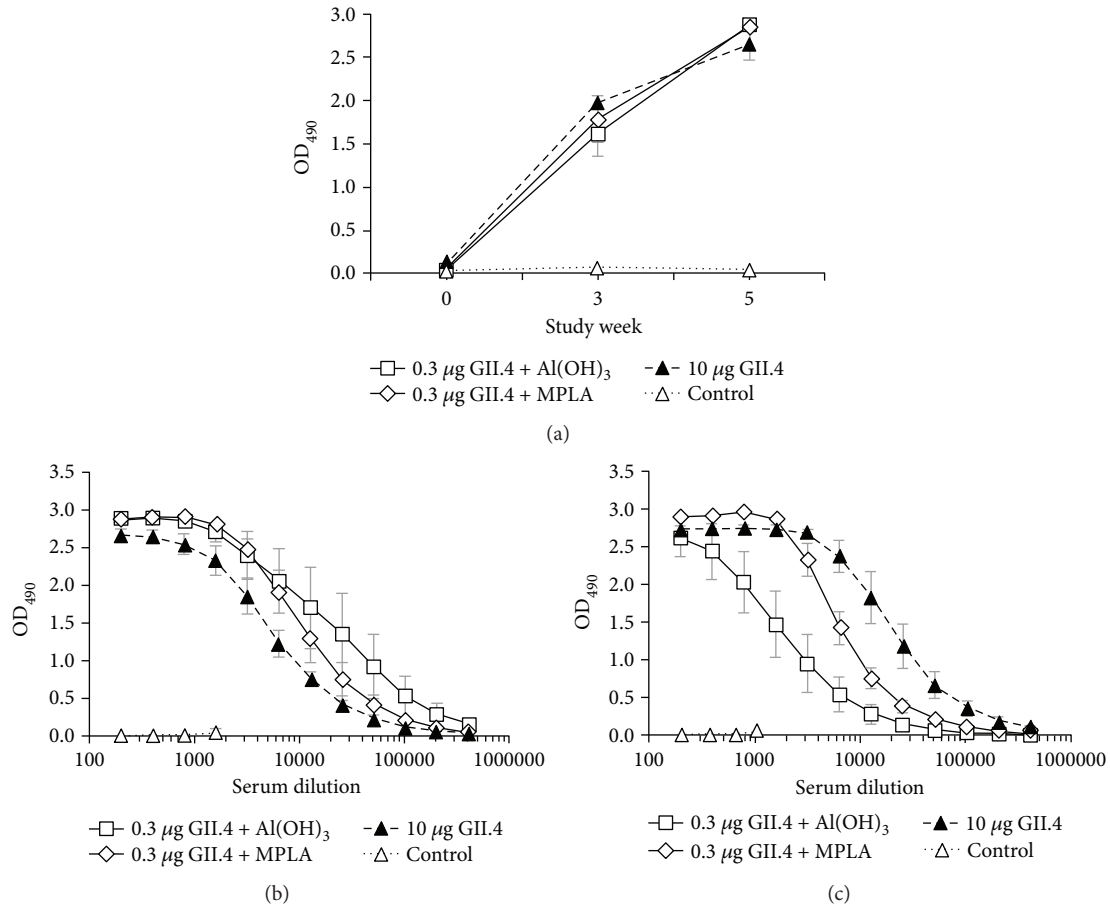 3.0
2.5
2.0
1.5
1.0
0.5
0.0
OD490
0 3 5
Study week
0.3 μg GII.4 + Al(OH)3 10 μg GII.4
0.3 μg GII.4 + MPLA Control
(a)
3.5
3.0
2.5
2.0
1.5
1.0
0.5
0.0
OD490
100 1000 10000 100000 1000000
Serum dilution
0.3 μg GII.4 + Al(OH)3 10 μg GII.4
0.3 μg GII.4 + MPLA Control
(b)
3.5
3.0
2.5
2.0
1.5
1.0
0.5
0.0
OD490
100 1000 10000 100000 1000000
Serum dilution
0.3 μg GII.4 + Al(OH)3 10 μg GII.4
0.3 μg GII.4 + MPLA Control
(c)